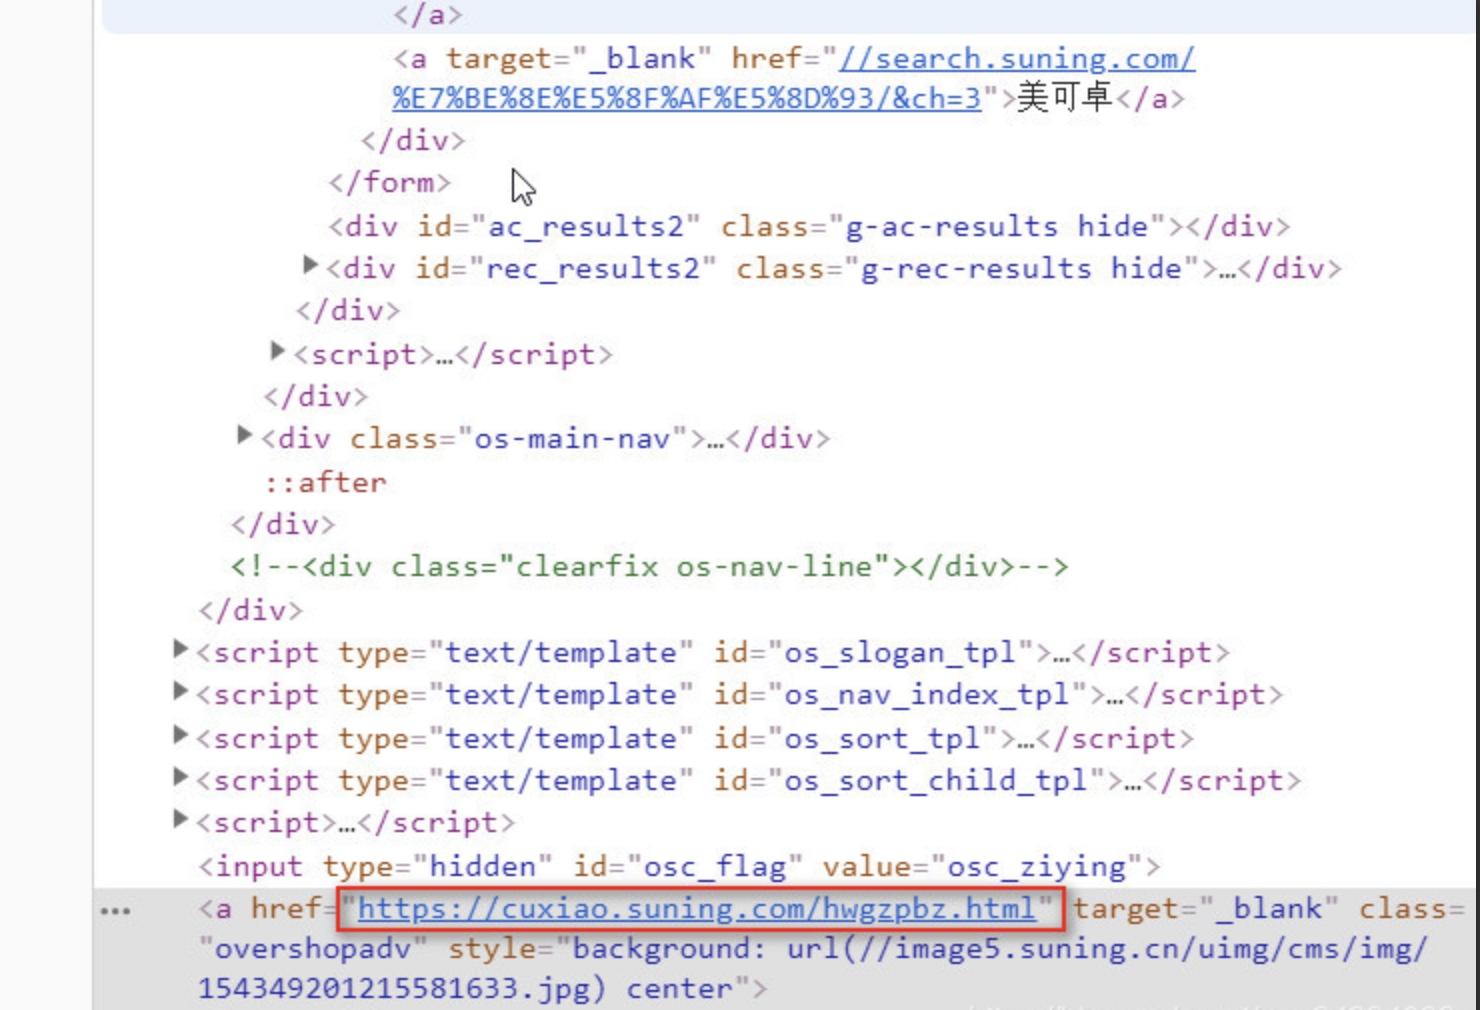 </a>
<a target="_blank" href="//search.suning.com/
%E7%BE%8E%E5%8F%AF%E5%8D%93/&ch=3">美可卓</a>
</div>
</form>
<div id="ac_results2" class="g-ac-results hide"></div>
<div id="rec_results2" class="g-rec-results hide">…</div>
</div>
<script>…</script>
</div>
<div class="os-main-nav">…</div>
::after
</div>
<!--<div class="clearfix os-nav-line"></div>-->
</div>
<script type="text/template" id="os_slogan_tpl">…</script>
<script type="text/template" id="os_nav_index_tpl">…</script>
<script type="text/template" id="os_sort_tpl">…</script>
<script type="text/template" id="os_sort_child_tpl">…</script>
<script>…</script>
<input type="hidden" id="osc_flag" value="osc_ziying">
<a href="https://cuxiao.suning.com/hwgzpbz.html" target="_blank" class=
"overshopadv" style="background: url(//image5.suning.cn/uimg/cms/img/
154349201215581633.jpg) center">